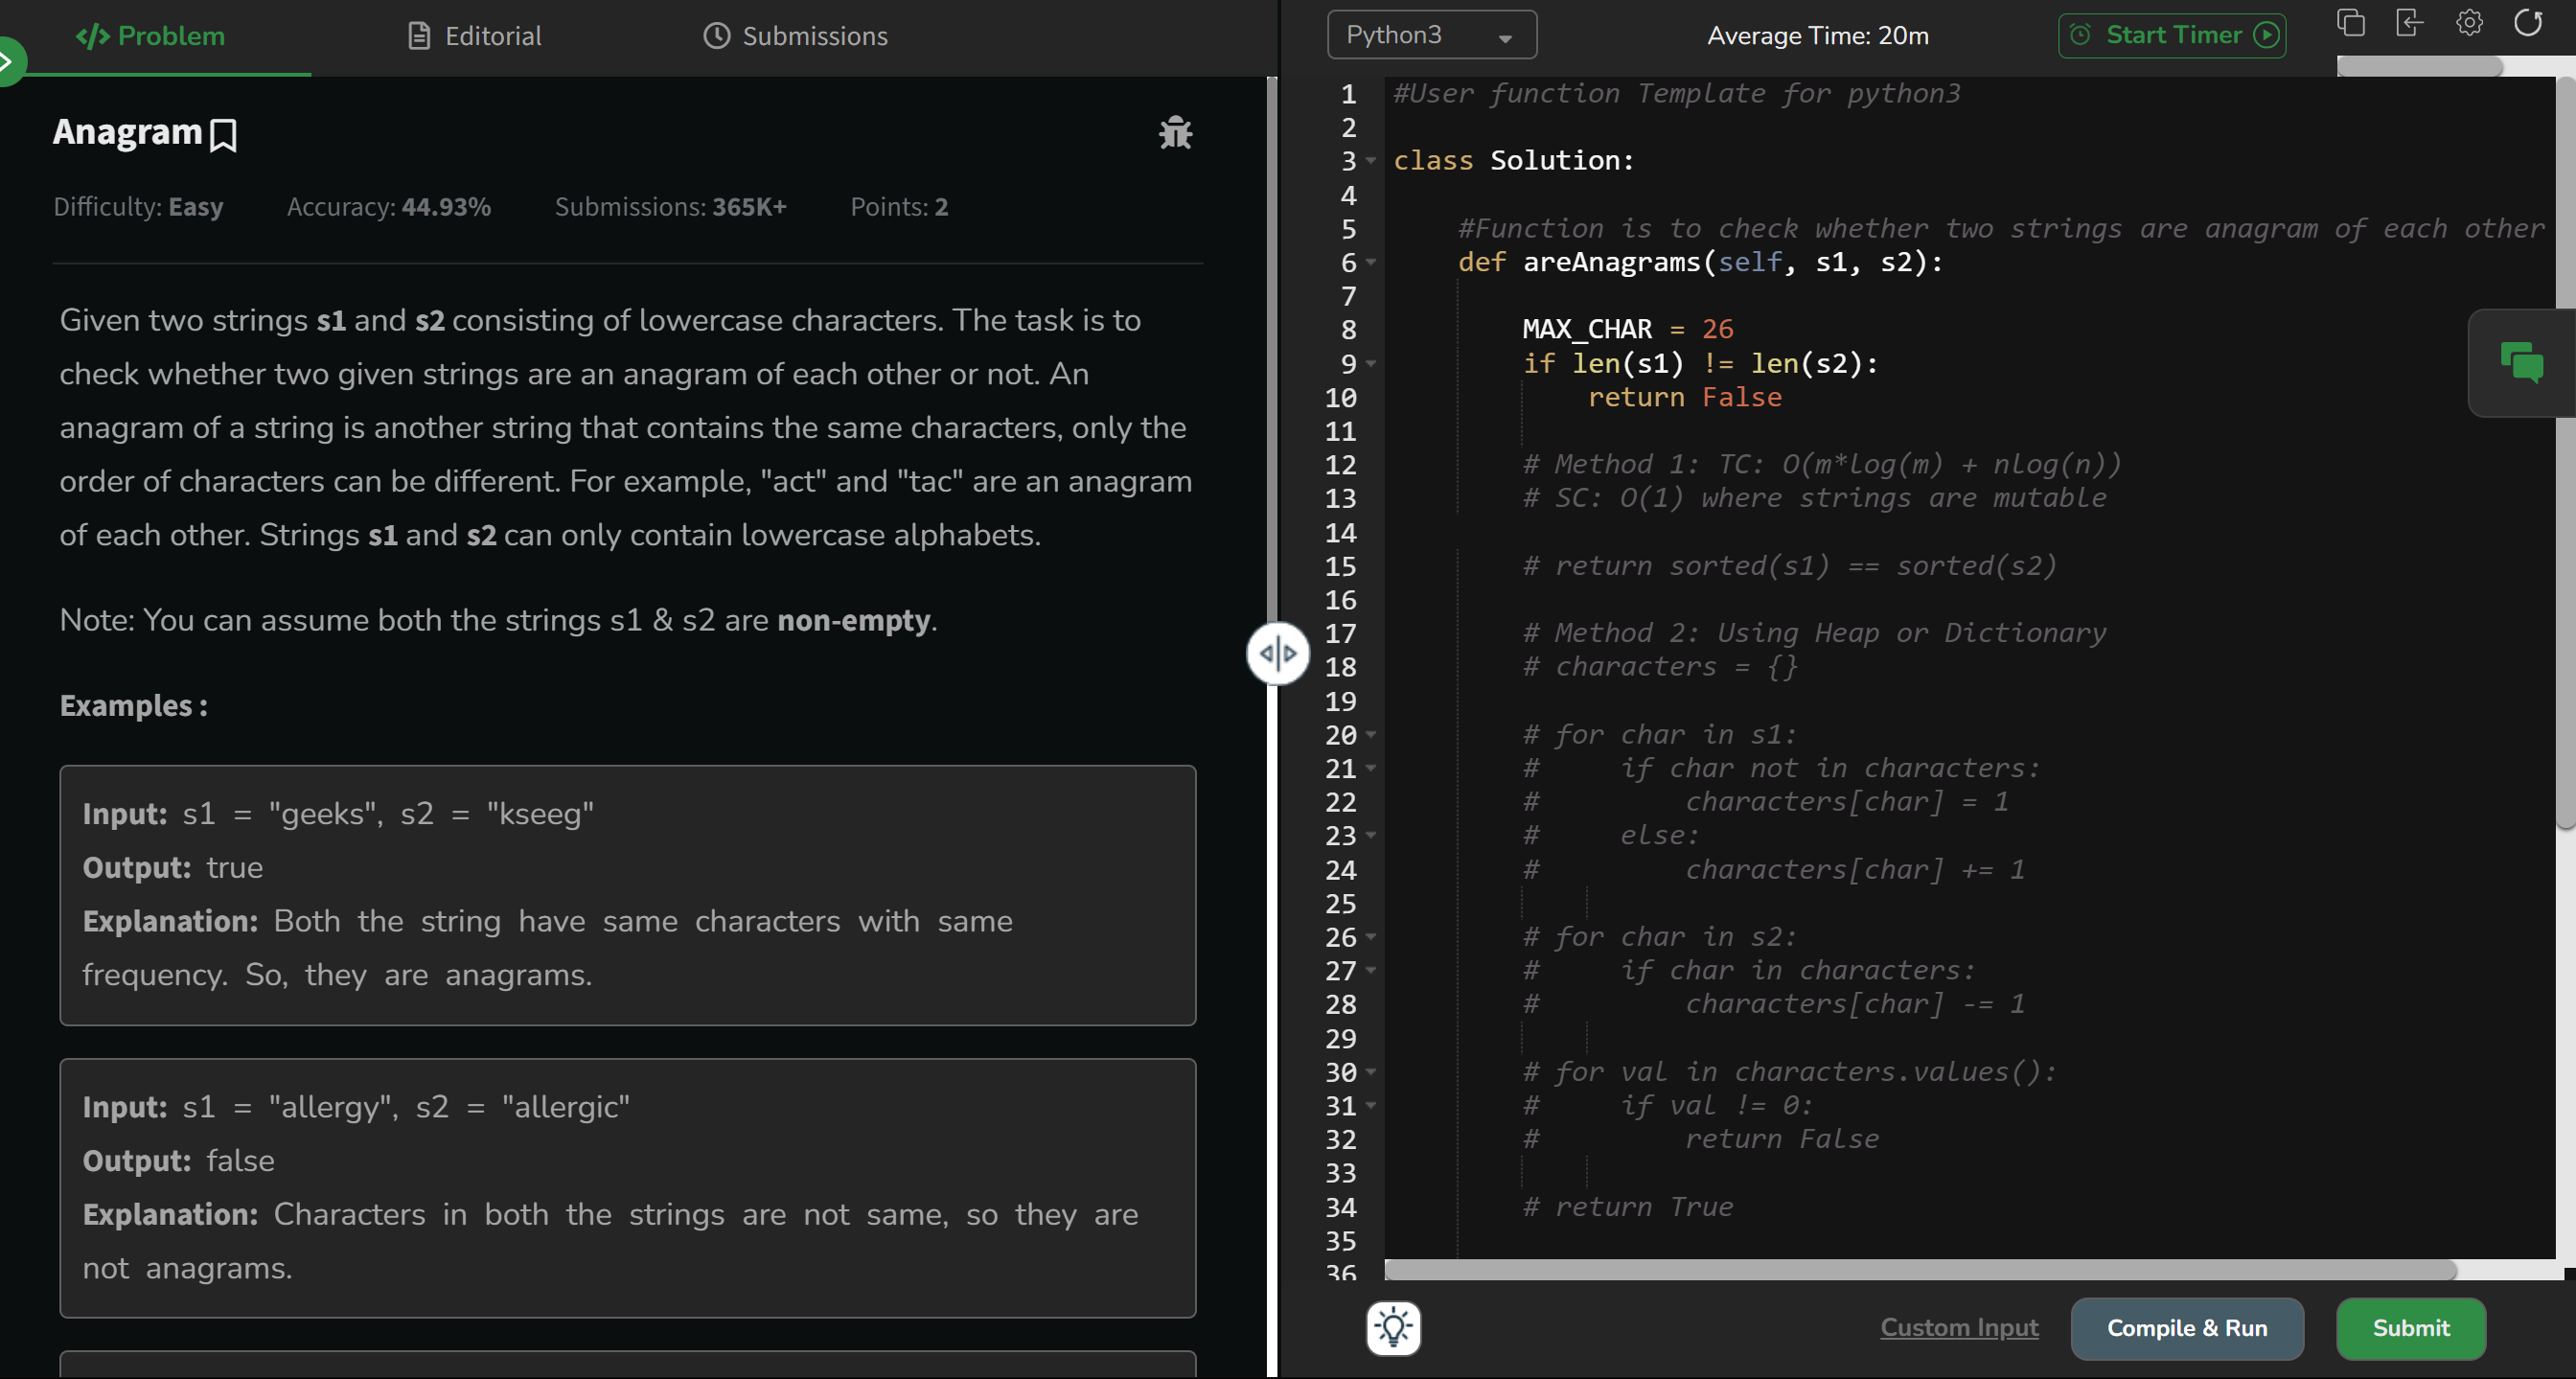 </> Problem
Editorial
Submissions
Anagram
Difficulty: Easy Accuracy: 44.93% Submissions: 365K+ Points: 2
Given two strings s1 and s2 consisting of lowercase characters. The task is to
check whether two given strings are an anagram of each other or not. An
anagram of a string is another string that contains the same characters, only the
order of characters can be different. For example, "act" and "tac" are an anagram
of each other. Strings s1 and s2 can only contain lowercase alphabets.
Note: You can assume both the strings s1 & s2 are non-empty.
Examples :
Input: s1 = "geeks", s2 = "kseeg"
Output: true
Explanation: Both the string have same characters with same
frequency. So, they are anagrams.
Input: s1 = "allergy", s2 = "allergic"
Output: false
Explanation: Characters in both the strings are not same, so they are
not anagrams.
Python3
Average Time: 20m
Start Timer
1 #User function Template for python3
2
3 class Solution:
4
5     #Function is to check whether two strings are anagram of each other
6     def areAnagrams(self, s1, s2):
7
8         MAX_CHAR = 26
9         if len(s1) != len(s2):
10             return False
11
12         # Method 1: TC: O(m*log(m) + nlog(n))
13         # SC: O(1) where strings are mutable
14
15         # return sorted(s1) == sorted(s2)
16
17         # Method 2: Using Heap or Dictionary
18         # characters = {}
19
20         # for char in s1:
21         #     if char not in characters:
22         #         characters[char] = 1
23         #     else:
24         #         characters[char] += 1
25
26         # for char in s2:
27         #     if char in characters:
28         #         characters[char] -= 1
29
30         # for val in characters.values():
31         #     if val != 0:
32         #         return False
33
34         # return True
35
36
Custom Input
Compile & Run
Submit